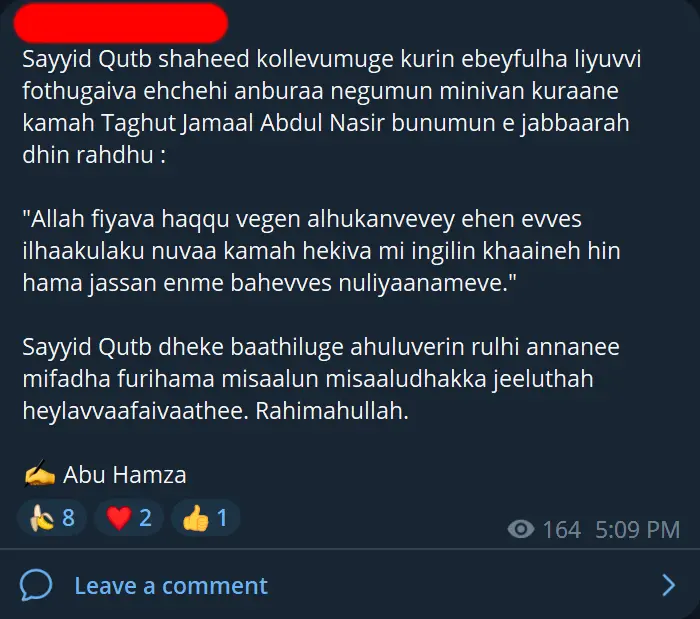 Sayyid Qutb shaheed kollevumuge kurin ebeyfulha liyuvvi
fothugaiva ehchehi anburaa negumun minivan kuraane
kamah Taghut Jamaal Abdul Nasir bunumun e jabbaarah
dhin rahdhu :
"Allah fiyava haqqu vegen alhukanvevey ehen evves
ilhaakulaku nuvaa kamah hekiva mi ingilin khaaineh hin
hama jassan enme bahevves nuliyaanameve."
Sayyid Qutb dheke baathiluge ahuluverin rulhi annanee
mifadha furihama misaalun misaaludhakka jeeluthah
heylavvaafaivaathee. Rahimahullah.
✍️ Abu Hamza
🍌 8 ❤️ 2 👍 1
164 5:09 PM
Leave a comment